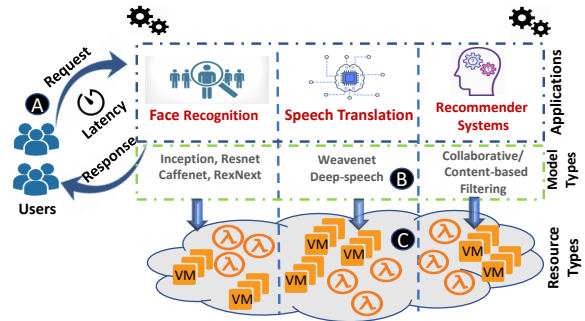 Request
A
Latency
Response
Users
Face Recognition
Speech Translation
Recommender
Systems
Applications
Inception, Resnet
Caffenet, RexNext
Weavenet
Deep-speech
B
Collaborative/
Content-based
Filtering
Model
Types
C
λ
λ
λ
VM
VM
VM
VM
VM
λ
λ
λ
λ
λ
λ
λ
VM
VM
Resource
Types